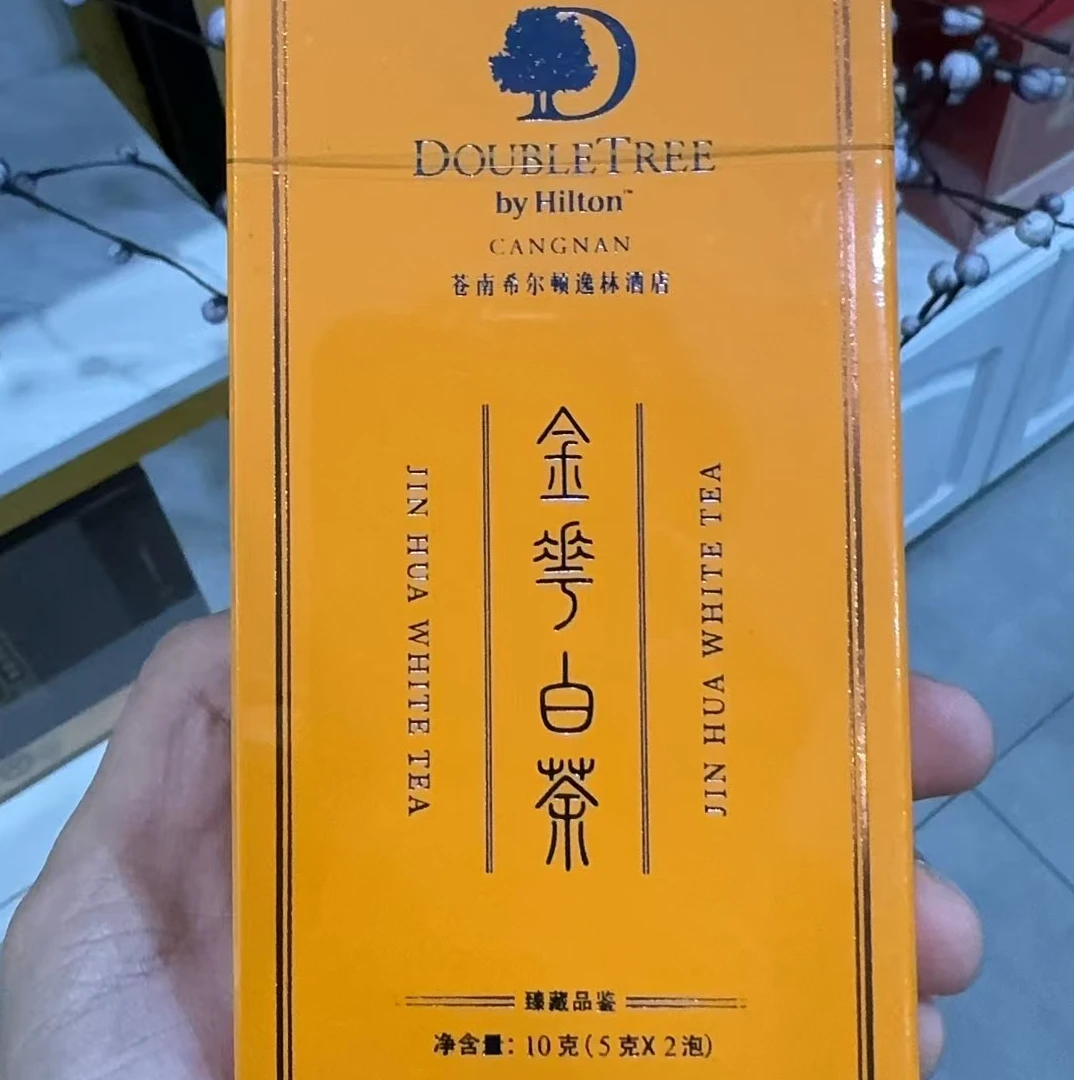 DOUBLETREE
by Hilton™
CANGNAN
苍南希尔顿逸林酒店
JIN HUA WHITE TEA
金華白茶
JIN HUA WHITE TEA
臻藏品鉴
净含量：10克(5克X2泡)